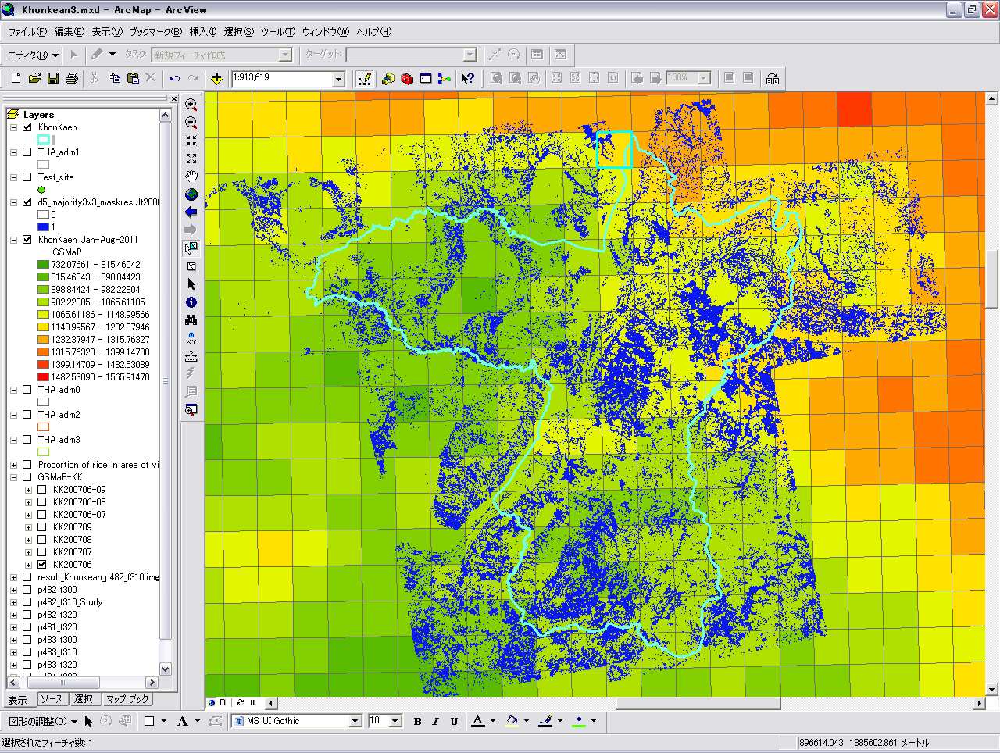 Khonkean3.mxd - ArcMap - ArcView
ファイル(F) 編集(E) 表示(V) ブックマーク(B) 挿入(I) 選択(S) ツール(T) ウィンドウ(W) ヘルプ(H)
エディタ(R) タスク: 新規フィーチャ作成 ターゲット:
1:913,619 100%
Layers
KhonKaen
THA_adm1
Test_site
d5_majority3x3_maskresult200
0
1
KhonKaen_Jan-Aug-2011
GSMaP
732.07661 - 815.46042
815.46043 - 898.84423
898.84424 - 982.22804
982.22805 - 1065.61185
1065.61186 - 1148.99566
1148.99567 - 1232.37946
1232.37947 - 1315.76327
1315.76328 - 1399.14708
1399.14709 - 1482.53089
1482.53090 - 1565.91470
THA_adm0
THA_adm2
THA_adm3
Proportion of rice in area of vi
GSMaP-KK
KK200706-09
KK200706-08
KK200706-07
KK200709
KK200708
KK200707
KK200706
result_Khonkean_p482_f310.img
p482_f300
p482_f310_Study
p482_f320
p481_f320
p483_f300
p483_f310
p483_f320
表示 ソース 選択 マップ ブック
図形の調整(D) A MS UI Gothic 10 B I U A
選択されたフィーチャ数: 1 896614.043 1885602.861 メートル